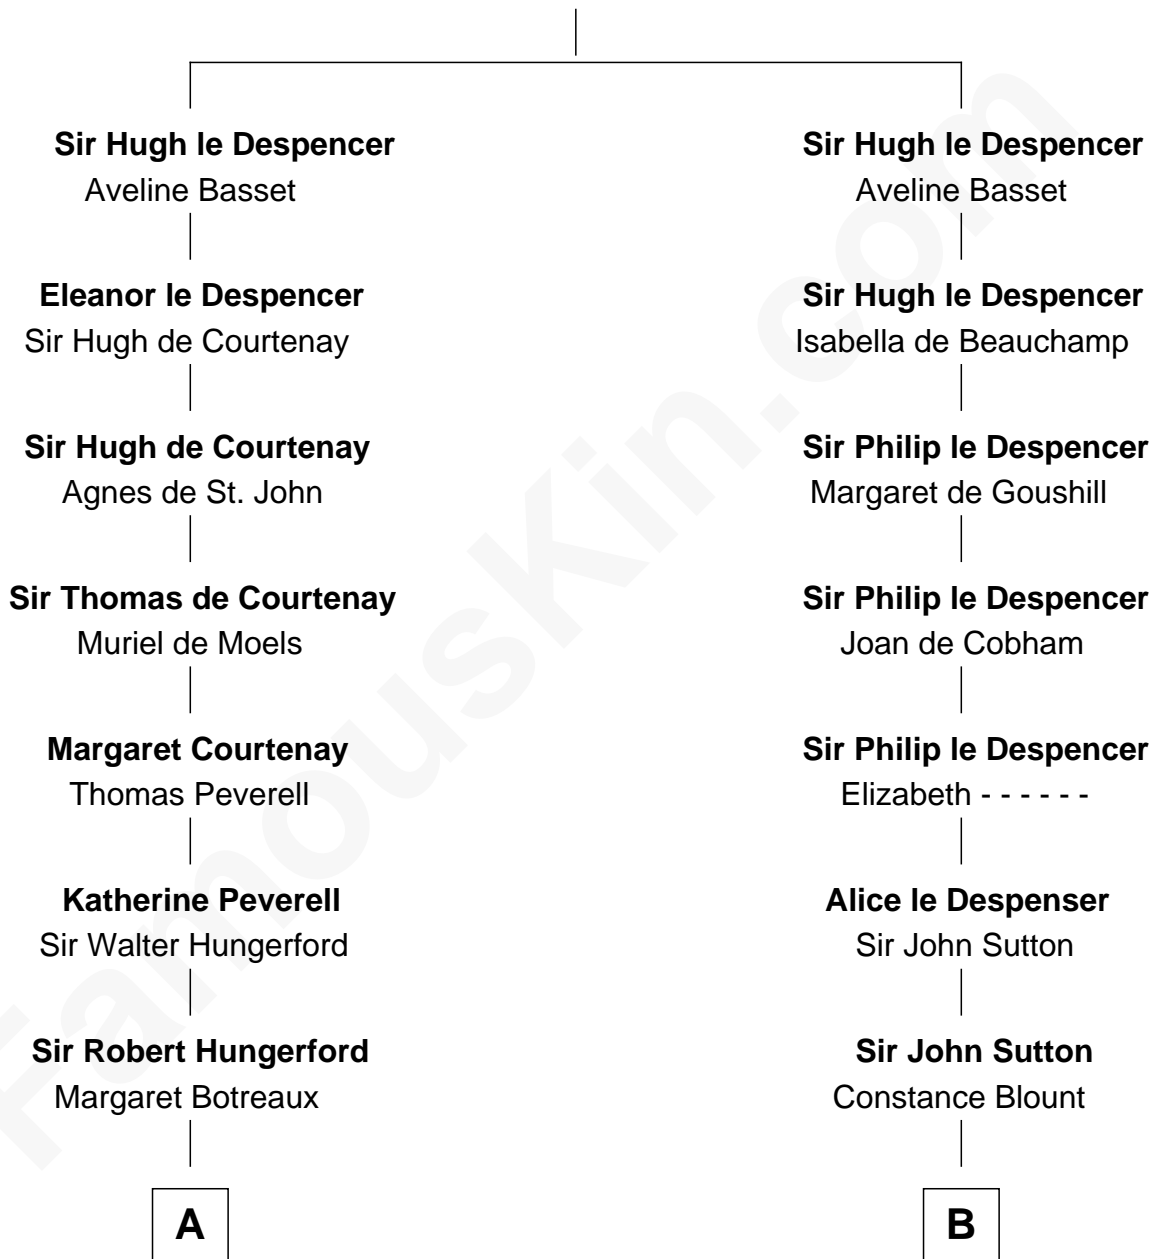 Sir Hugh le Despencer
Aveline Basset
Eleanor le Despencer
Sir Hugh de Courtenay
Sir Hugh de Courtenay
Agnes de St. John
Sir Thomas de Courtenay
Muriel de Moels
Margaret Courtenay
Thomas Peverell
Katherine Peverell
Sir Walter Hungerford
Sir Robert Hungerford
Margaret Botreaux
A
Sir Hugh le Despencer
Aveline Basset
Sir Hugh le Despencer
Isabella de Beauchamp
Sir Philip le Despencer
Margaret de Goushill
Sir Philip le Despencer
Joan de Cobham
Sir Philip le Despencer
Elizabeth - - - - - -
Alice le Despenser
Sir John Sutton
Sir John Sutton
Constance Blount
B
FamousKin.com